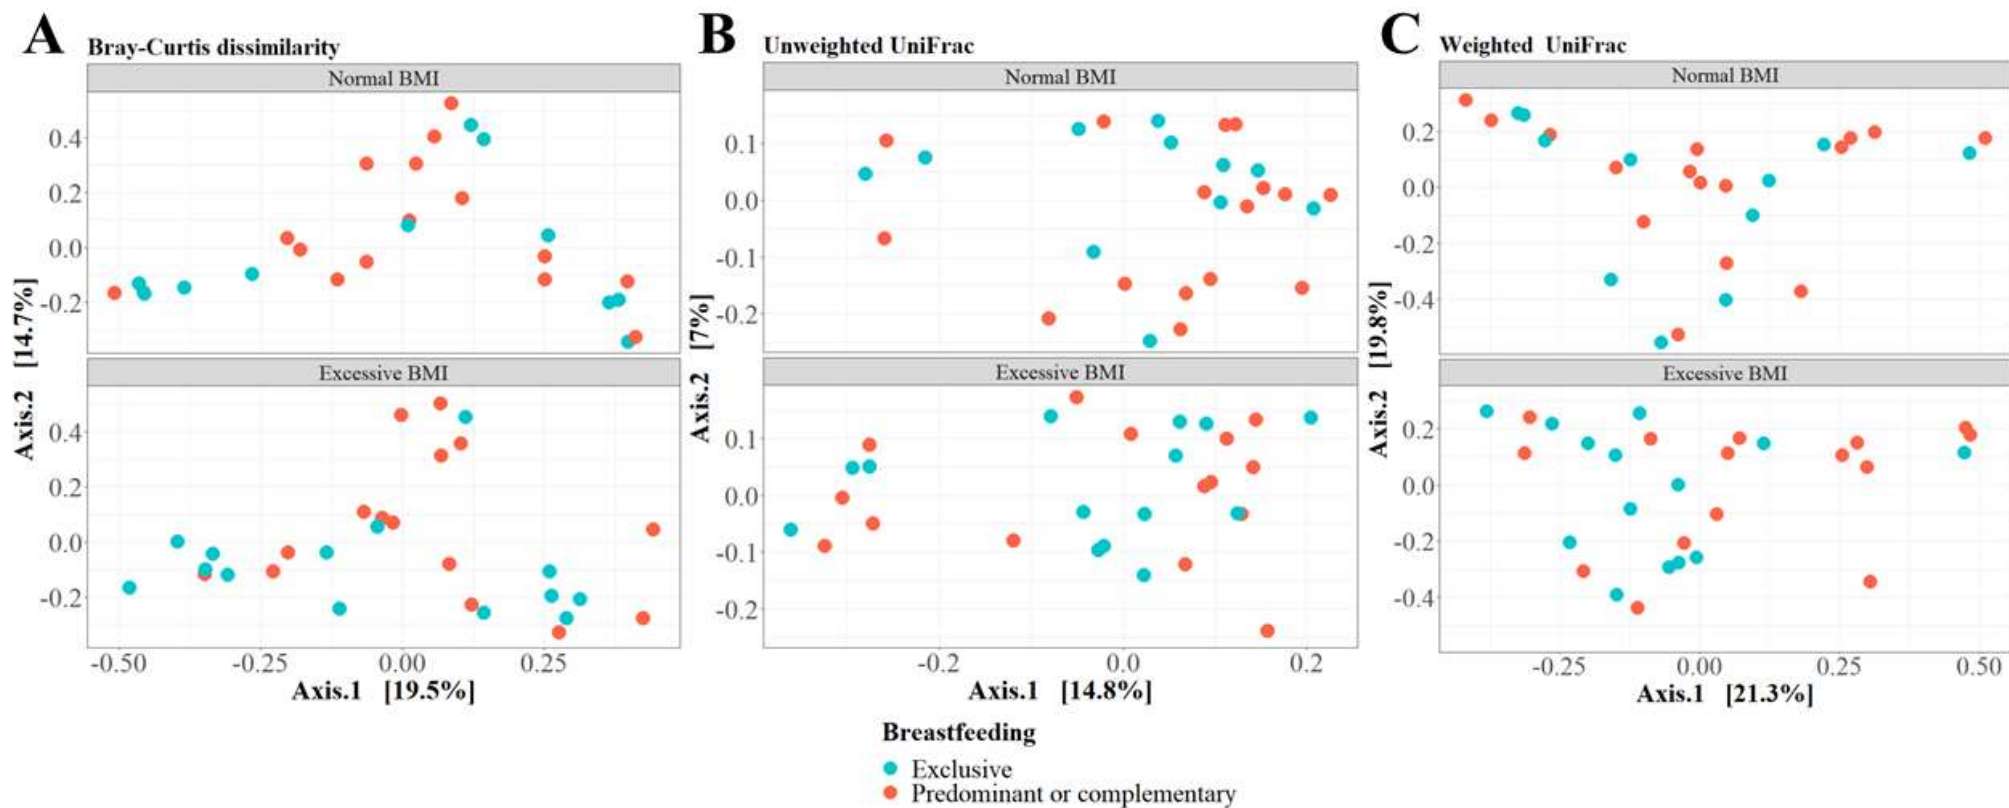 A Bray-Curtis dissimilarity
Normal BMI
0.4
0.2
0.0
-0.2
Excessive BMI
0.4
0.2
0.0
-0.2
Axis.2 [14.7%]
-0.50 -0.25 0.00 0.25
Axis.1 [19.5%]
B Unweighted UniFrac
Normal BMI
0.1
0.0
-0.1
-0.2
Excessive BMI
0.1
0.0
-0.1
-0.2
Axis.2 [7%]
-0.2 0.0 0.2
Axis.1 [14.8%]
C Weighted UniFrac
Normal BMI
0.2
0.0
-0.2
-0.4
Excessive BMI
0.2
0.0
-0.2
-0.4
Axis.2 [19.8%]
-0.25 0.00 0.25 0.50
Axis.1 [21.3%]
Breastfeeding
Exclusive
Predominant or complementary